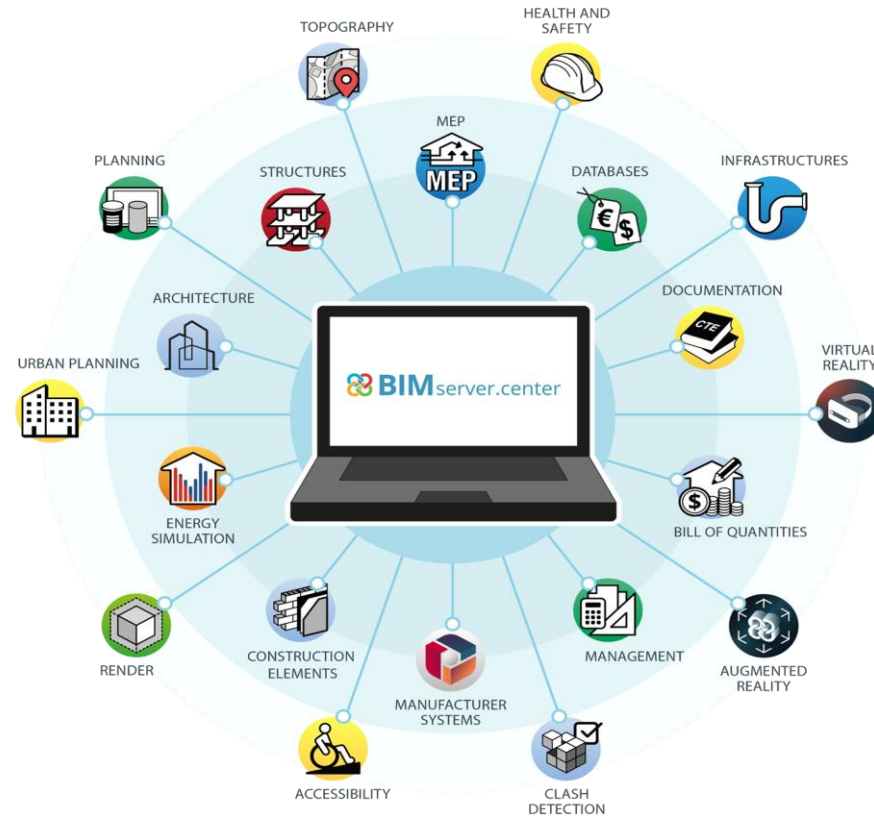 TOPOGRAPHY
HEALTH AND
SAFETY
MEP
MEP
PLANNING
STRUCTURES
DATABASES
€
$
INFRASTRUCTURES
ARCHITECTURE
DOCUMENTATION
CTE
URBAN PLANNING
VIRTUAL
REALITY
BIMserver.center
ENERGY
SIMULATION
$
BILL OF QUANTITIES
RENDER
CONSTRUCTION
ELEMENTS
MANUFACTURER
SYSTEMS
MANAGEMENT
AUGMENTED
REALITY
ACCESSIBILITY
CLASH
DETECTION